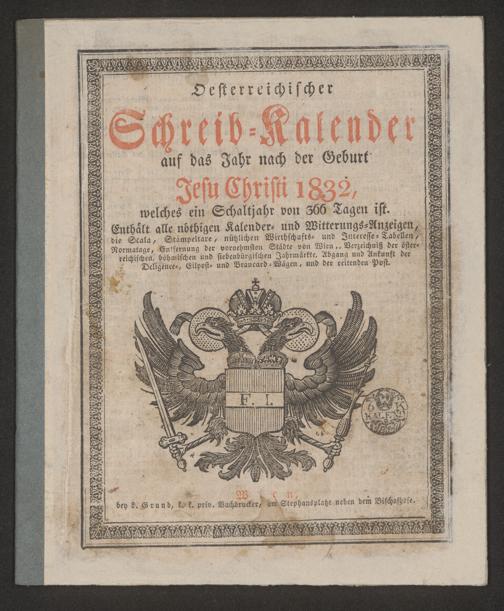 Oesterreichischer
Schreib-Kalender
auf das Jahr nach der Geburt
Jesu Christi 1832,
welches ein Schaltjahr von 366 Tagen ist.
Enthält alle nöthigen Kalender- und Witterungs-Anzeigen,
die Scala, Stämpeltare, nützlichen Wirthschafts- und Interesse-Tabellen,
Normatage, Entfernung der vornehmsten Städte von Wien, Verzeichniß der öster-
reichischen, böhmischen und siebenbürgischen Jahrmärkte, Abgang und Ankunft der
Deligence-, Eilpost- und Brancard-Wägen, und der reitenden Post.
F. I.
Wien,
bey L. Grund, k. k. priv. Buchdrucker, am Stephansplatze neben dem Bischofhofe.